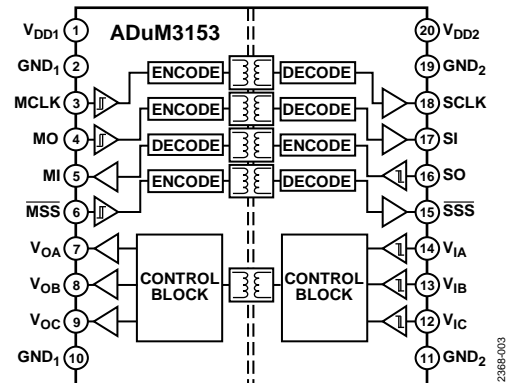 ADuM3153
VDD1 1
20 VDD2
GND1 2
19 GND2
ENCODE
DECODE
MCLK 3
18 SCLK
ENCODE
DECODE
MO 4
17 SI
DECODE
ENCODE
MI 5
16 SO
ENCODE
DECODE
MSS 6
15 SSS
VOA 7
14 VIA
CONTROL
BLOCK
CONTROL
BLOCK
VOB 8
13 VIB
VOC 9
12 VIC
GND1 10
11 GND2
2368-003